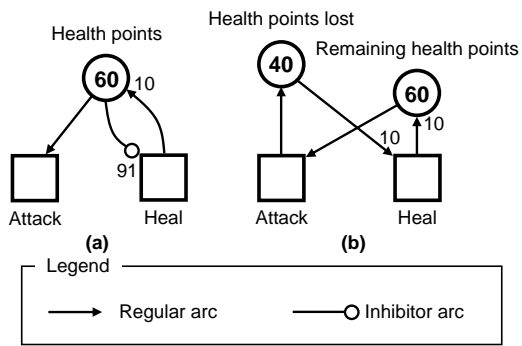 Health points
60
10
91
Attack
Heal
(a)
Health points lost
Remaining health points
40
60
10
10
Attack
Heal
(b)
Legend
Regular arc
Inhibitor arc